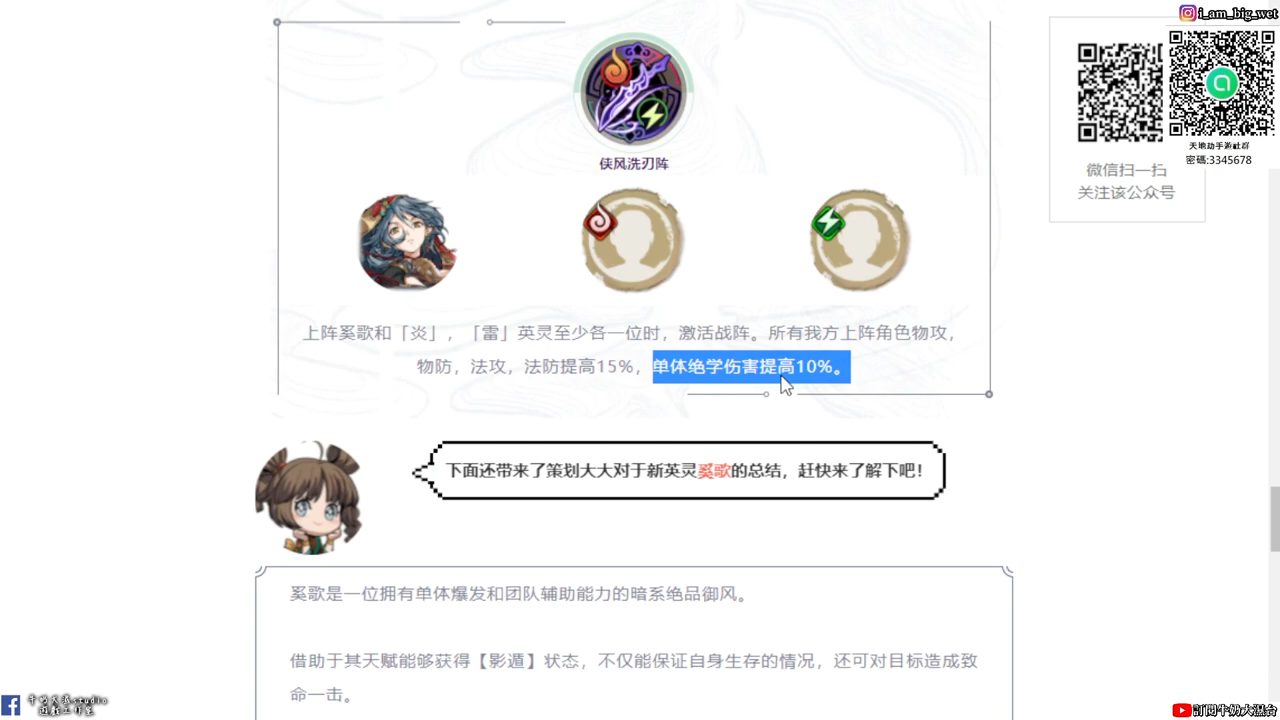 i_am_big_wet
天地劫手游社群
密碼:3345678
微信扫一扫
关注该公众号
侠风洗刃阵
上阵奚歌和「炎」，「雷」英灵至少各一位时，激活战阵。所有我方上阵角色物攻，
物防，法攻，法防提高15%，单体绝学伤害提高10%。
下面还带来了策划大大对于新英灵奚歌的总结，赶快来了解下吧！
奚歌是一位拥有单体爆发和团队辅助能力的暗系绝品御风。
借助于其天赋能够获得【影遁】状态，不仅能保证自身生存的情况，还可对目标造成致
命一击。
studio
遊戲工作室
訂閱牛奶大混台